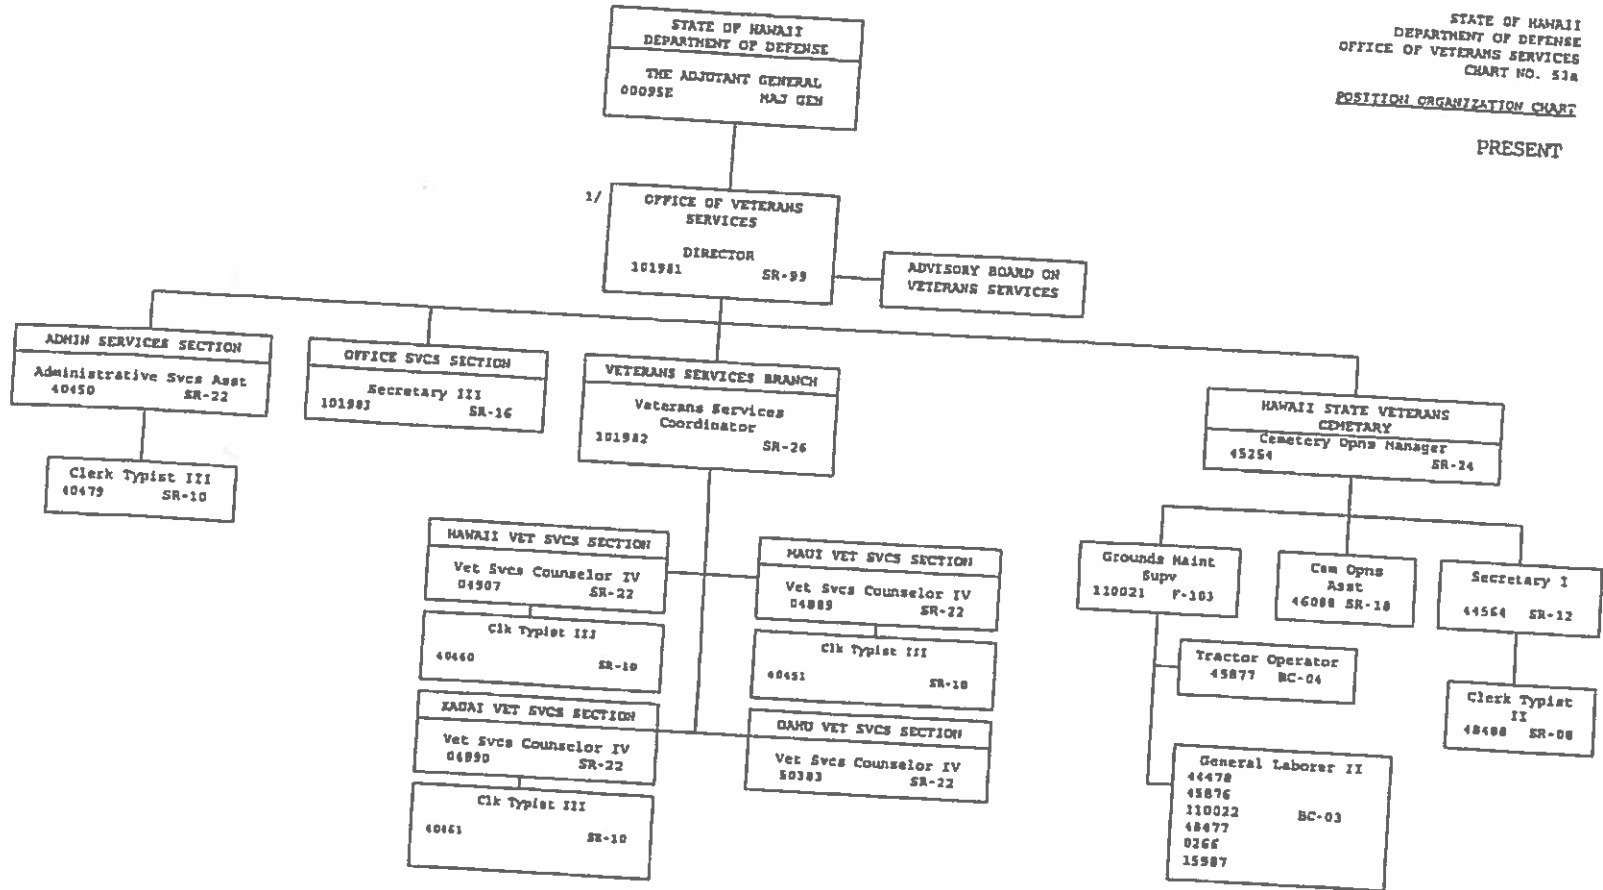 STATE OF HAWAII
DEPARTMENT OF DEFENSE
OFFICE OF VETERANS SERVICES
CHART NO. 53a
POSITION ORGANIZATION CHART
PRESENT
STATE OF HAWAII
DEPARTMENT OF DEFENSE
THE ADJUTANT GENERAL
00095E MAJ GEN
1/
OFFICE OF VETERANS
SERVICES
DIRECTOR
101981 SR-99
ADVISORY BOARD ON
VETERANS SERVICES
ADMIN SERVICES SECTION
Administrative Svcs Asst
40450 SR-22
Clerk Typist III
40479 SR-10
OFFICE SVCS SECTION
Secretary III
101983 SR-16
VETERANS SERVICES BRANCH
Veterans Services
Coordinator
101982 SR-26
HAWAII STATE VETERANS
CEMETARY
Cemetery Opns Manager
45254 SR-24
HAWAII VET SVCS SECTION
Vet Svcs Counselor IV
04907 SR-22
Clk Typist III
40460 SR-10
MAUI VET SVCS SECTION
Vet Svcs Counselor IV
04889 SR-22
Clk Typist III
40451 SR-10
KAUAI VET SVCS SECTION
Vet Svcs Counselor IV
04890 SR-22
Clk Typist III
40461 SR-10
OAHU VET SVCS SECTION
Vet Svcs Counselor IV
50383 SR-22
Grounds Maint
Supv
110021 F-103
Cem Opns
Asst
46088 SR-18
Secretary I
44564 SR-12
Tractor Operator
45877 BC-04
Clerk Typist
II
48408 SR-08
General Laborer II
44478
45876
110022 BC-03
48477
0266
15987